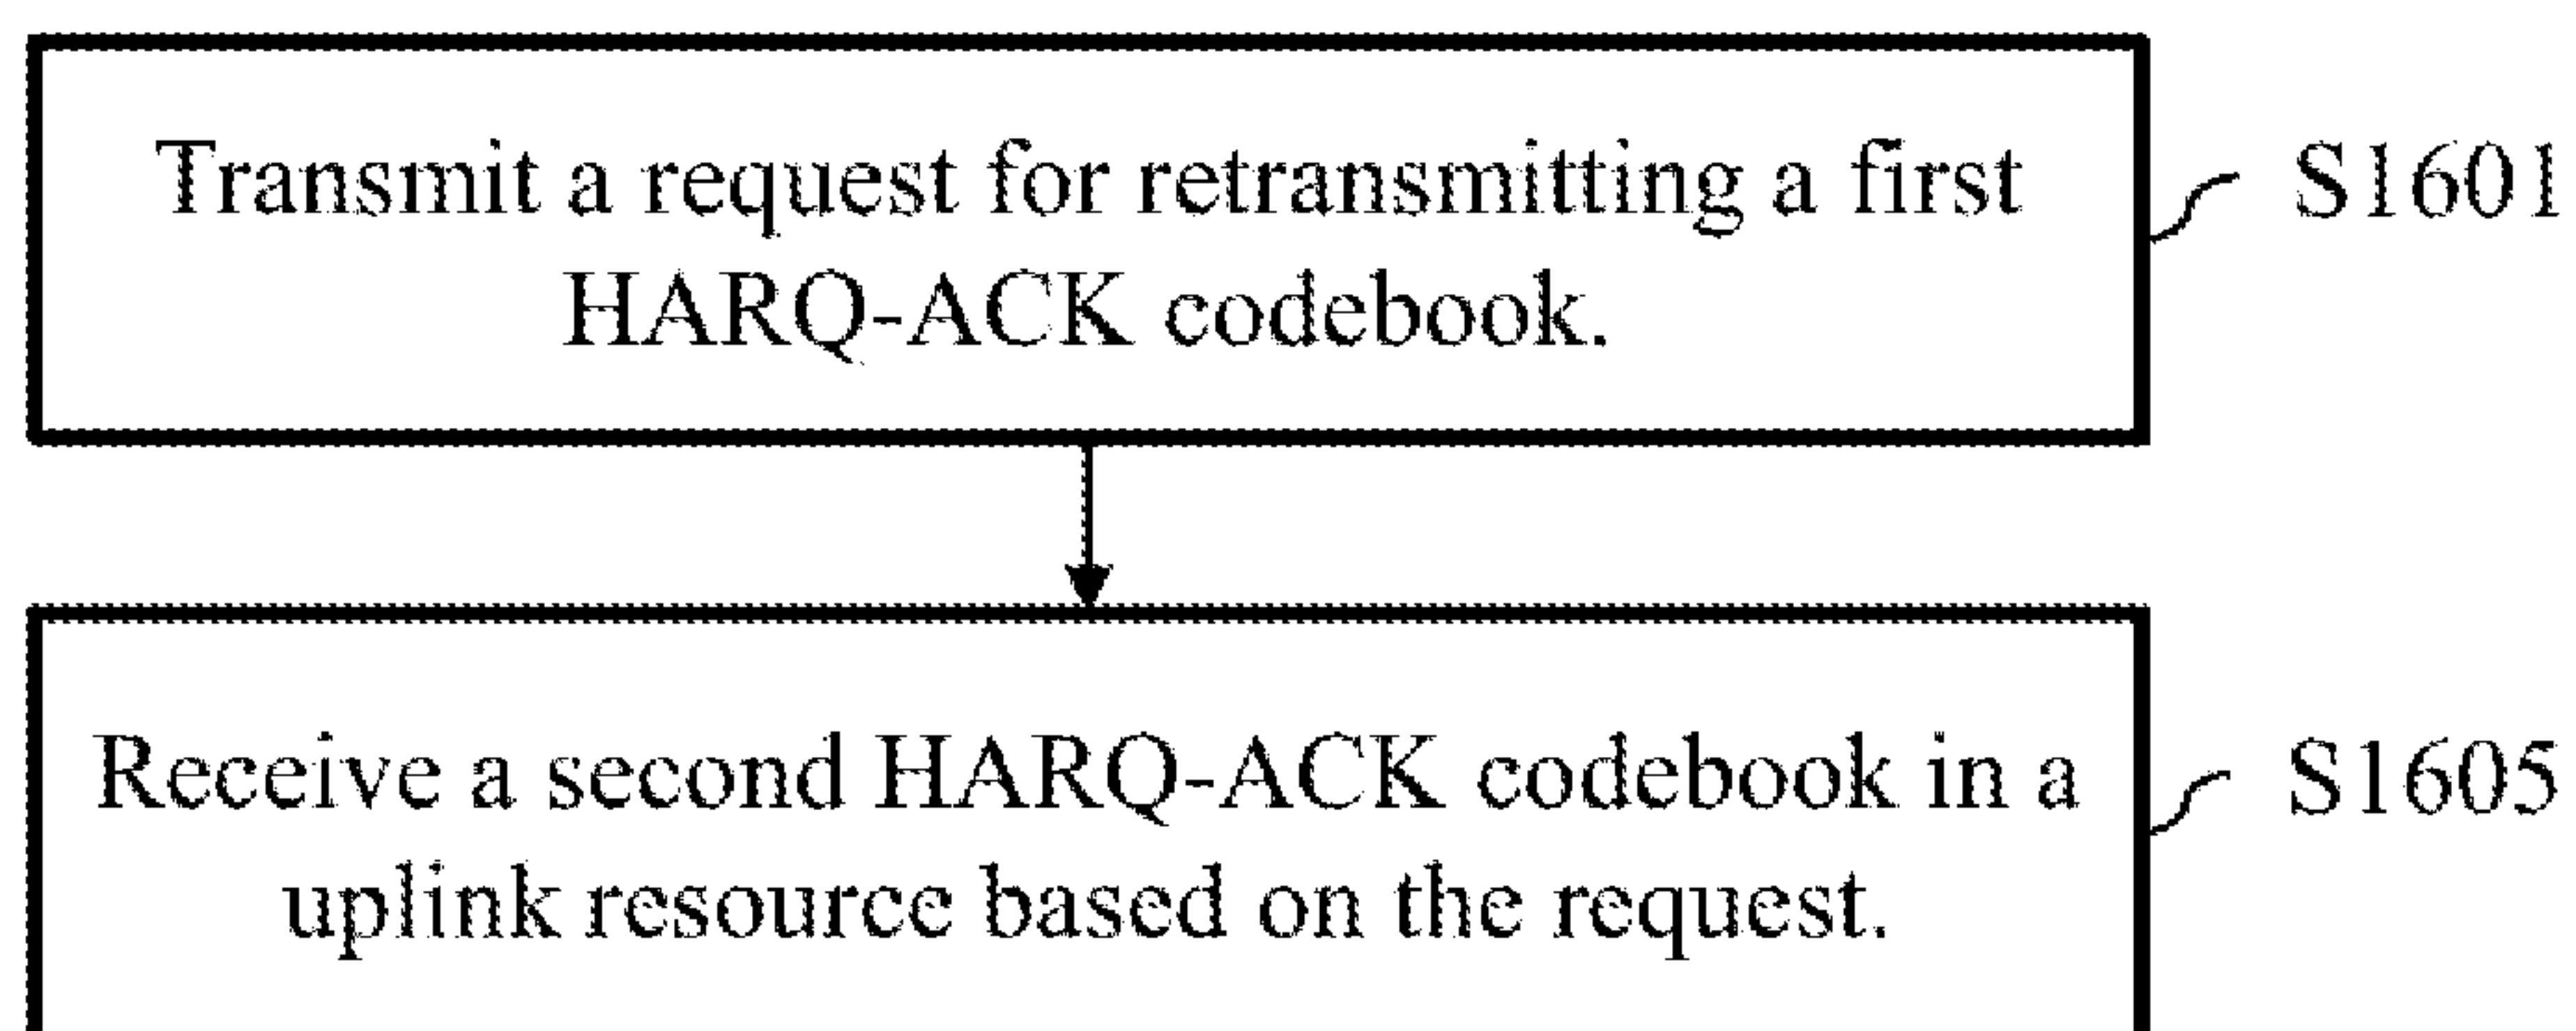 Transmit a request for retransmitting a first
HARQ-ACK codebook.
S1601
Receive a second HARQ-ACK codebook in a
uplink resource based on the request.
S1605